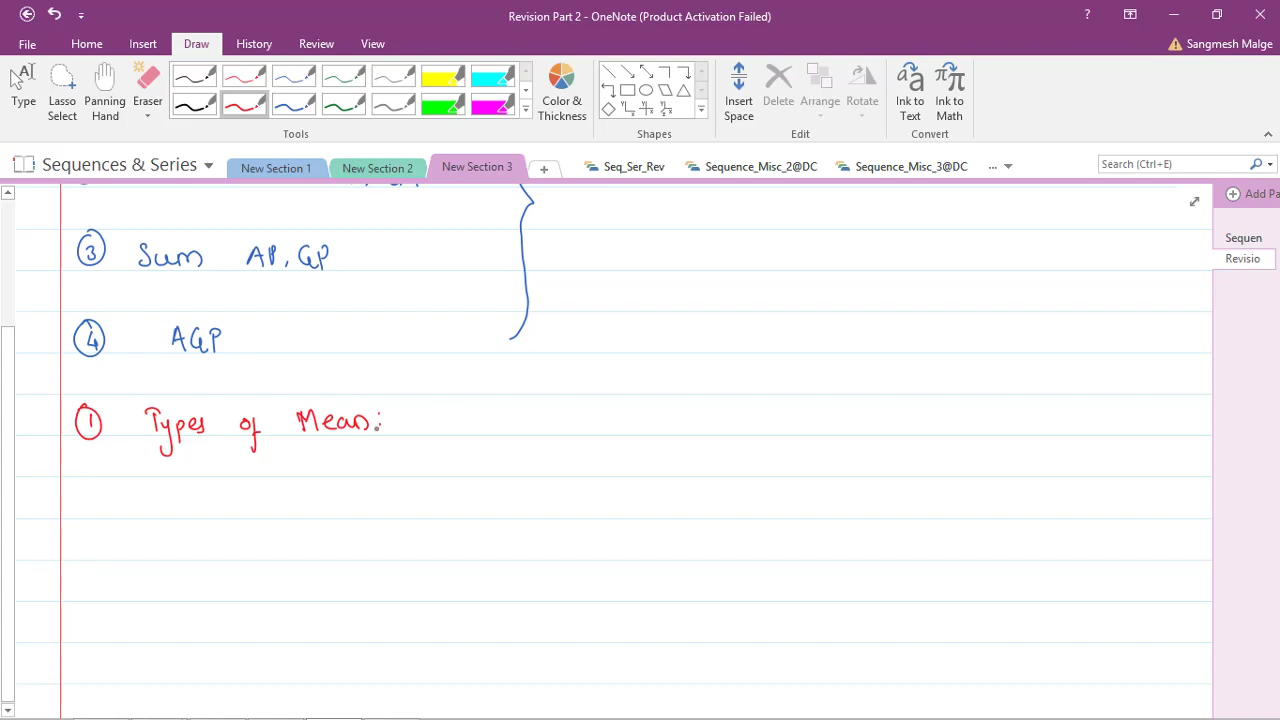 Revision Part 2 - OneNote (Product Activation Failed)
?
File Home Insert Draw History Review View
Sangmesh Malge
Type
Lasso Select
Panning Hand
Eraser
Color & Thickness
Insert Space
Delete
Arrange
Rotate
Ink to Text
Ink to Math
Tools Shapes Edit Convert
Sequences & Series New Section 1 New Section 2 New Section 3 + Seq_Ser_Rev Sequence_Misc_2@DC Sequence_Misc_3@DC ... Search (Ctrl+E)
Add Pa
Sequen
Revisio
③ Sum AP, GP
④ AGP
① Types of Mean :